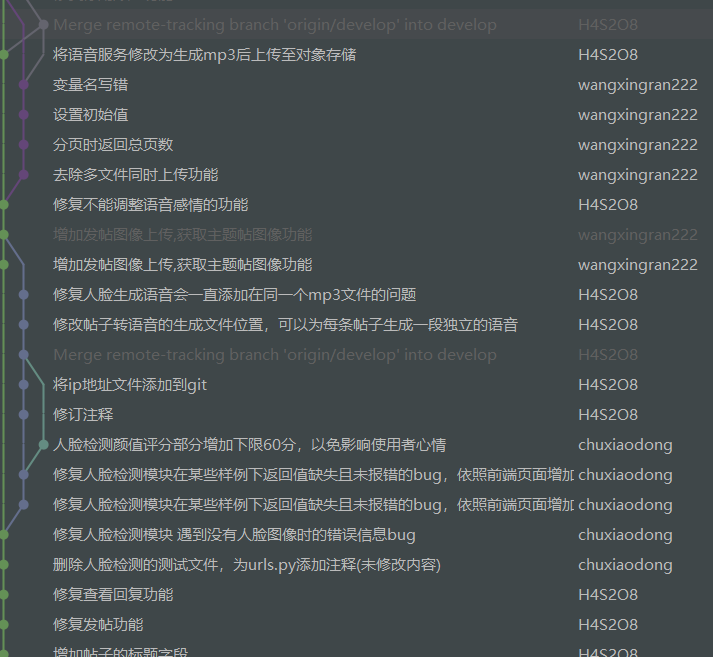 Merge remote-tracking branch 'origin/develop' into develop H4S2O8
将语音服务修改为生成mp3后上传至对象存储 H4S2O8
变量名写错 wangxingran222
设置初始值 wangxingran222
分页时返回总页数 wangxingran222
去除多文件同时上传功能 wangxingran222
修复不能调整语音感情的功能 H4S2O8
增加发帖图像上传,获取主题帖图像功能 wangxingran222
增加发帖图像上传,获取主题帖图像功能 wangxingran222
修复人脸生成语音会一直添加在同一个mp3文件的问题 H4S2O8
修改帖子转语音的生成文件位置，可以为每条帖子生成一段独立的语音 H4S2O8
Merge remote-tracking branch 'origin/develop' into develop H4S2O8
将ip地址文件添加到git H4S2O8
修订注释 H4S2O8
人脸检测颜值评分部分增加下限60分，以免影响使用者心情 chuxiaodong
修复人脸检测模块在某些样例下返回值缺失且未报错的bug，依照前端页面增加 chuxiaodong
修复人脸检测模块在某些样例下返回值缺失且未报错的bug，依照前端页面增加 chuxiaodong
修复人脸检测模块 遇到没有人脸图像时的错误信息bug chuxiaodong
删除人脸检测的测试文件，为urls.py添加注释(未修改内容) chuxiaodong
修复查看回复功能 H4S2O8
修复发帖功能 H4S2O8
增加帖子的标题字段 H4S2O8